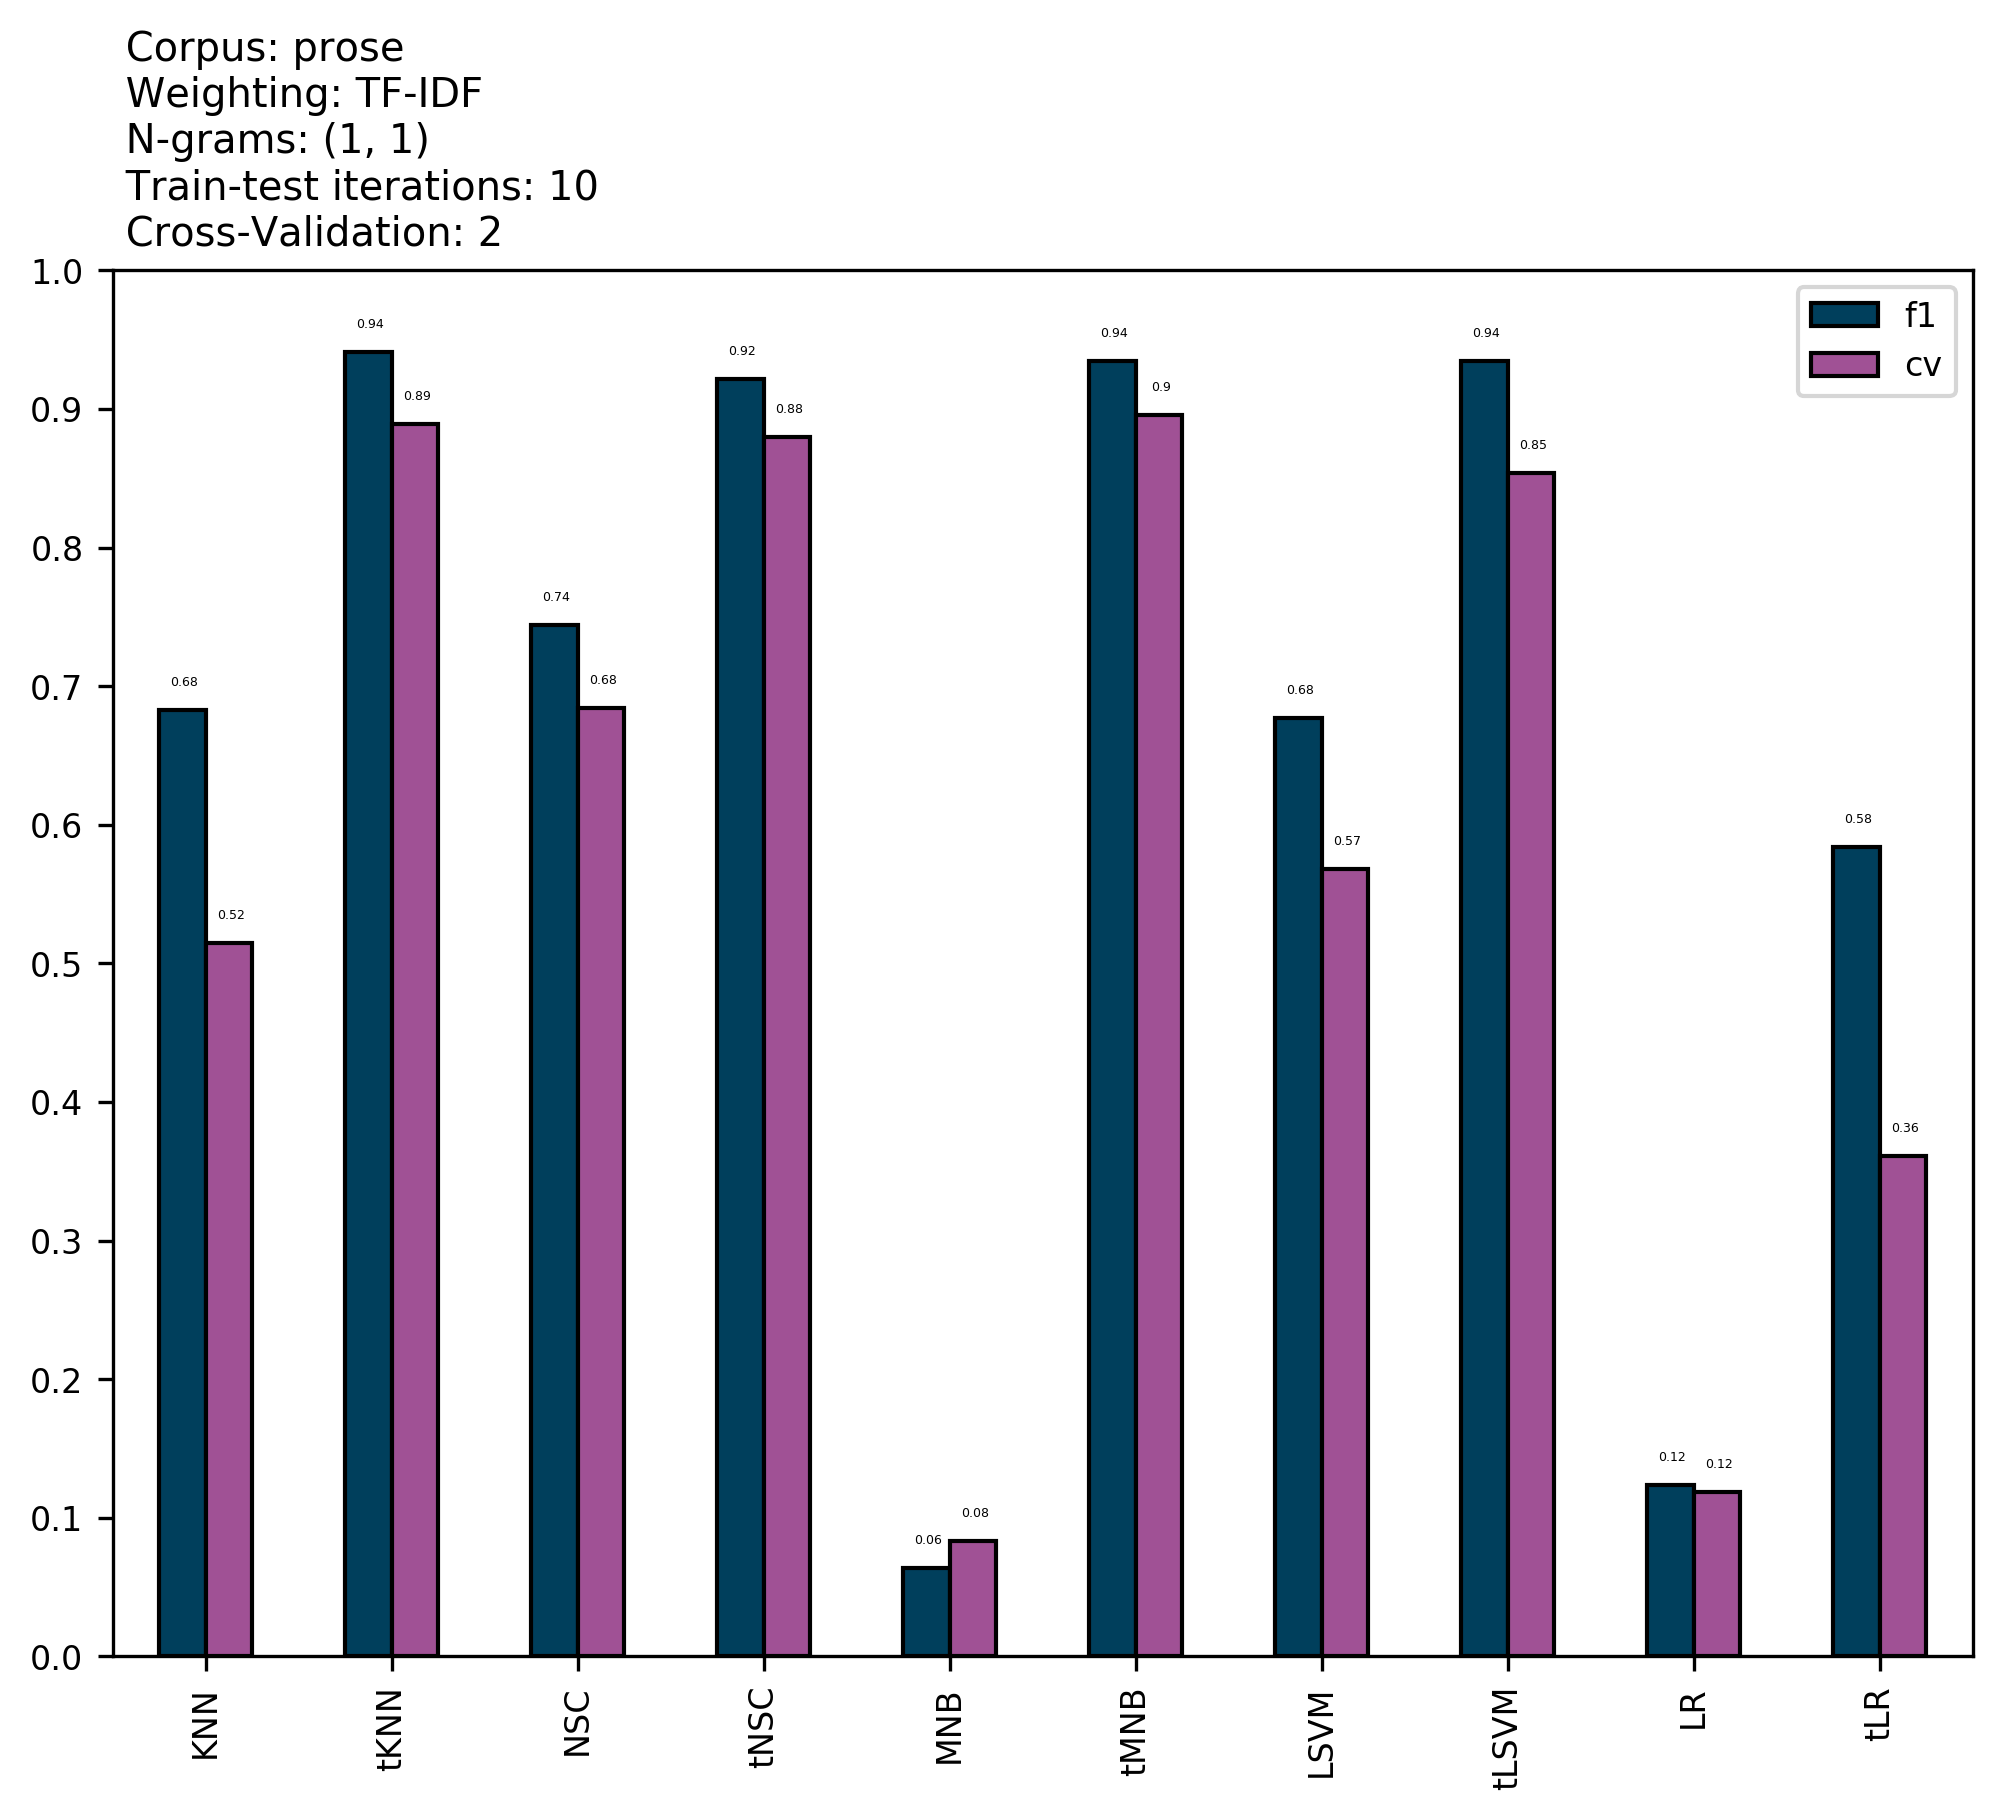 Corpus: prose
Weighting: TF-IDF
N-grams: (1, 1)
Train-test iterations: 10
Cross-Validation: 2
1.0
0.9
0.8
0.7
0.6
0.5
0.4
0.3
0.2
0.1
0.0
f1
cv
0.68
0.52
0.94
0.89
0.74
0.68
0.92
0.88
0.06
0.08
0.94
0.9
0.68
0.57
0.94
0.85
0.12
0.12
0.58
0.36
KNN
tKNN
NSC
tNSC
MNB
tMNB
LSVM
tLSVM
LR
tLR